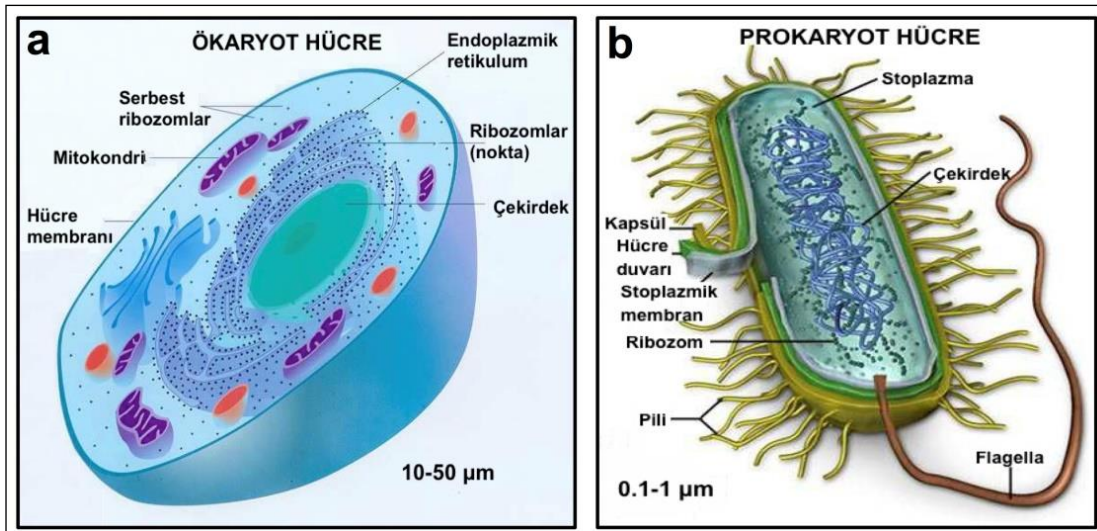 a
ÖKARYOT HÜCRE
Endoplazmik
retikulum
Serbest
ribozomlar
Ribozomlar
(nokta)
Mitokondri
Çekirdek
Hücre
membranı
10-50 µm
b
PROKARYOT HÜCRE
Stoplazma
Çekirdek
Kapsül
Hücre
duvarı
Stoplazmik
membran
Ribozom
Pili
Flagella
0.1-1 µm